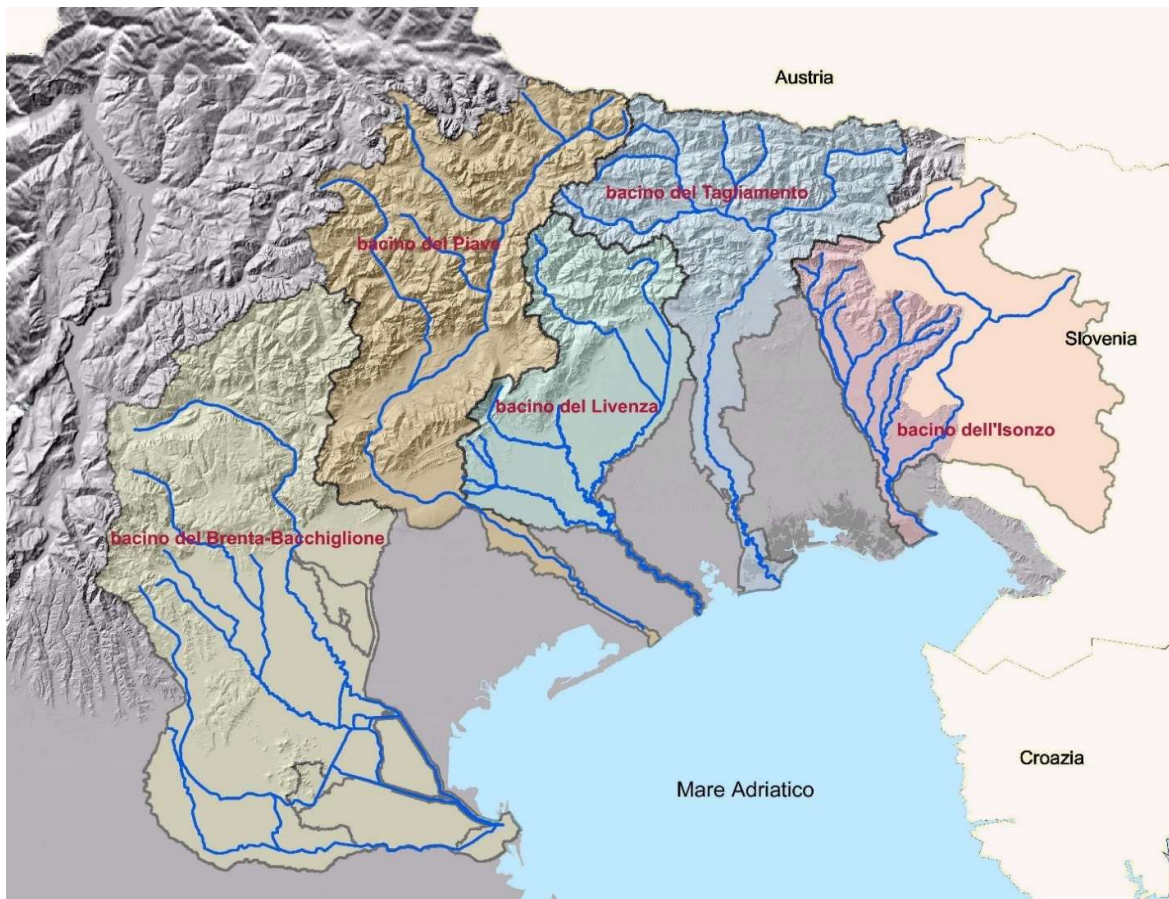 Austria
bacino del Tagliamento
bacino del Piave
Slovenia
bacino del Livenza
bacino dell'Isonzo
bacino del Brenta-Bacchiglione
Croazia
Mare Adriatico